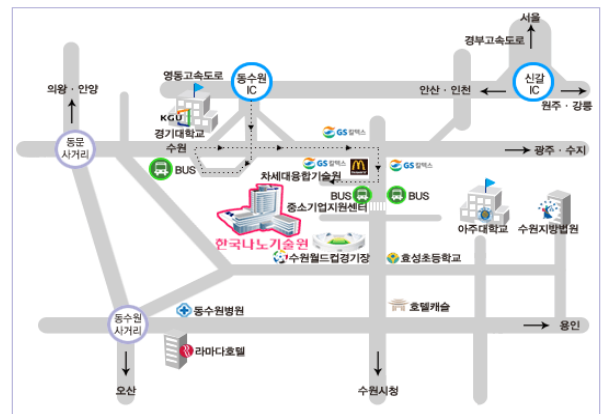 서울
경부고속도로
영동고속도로
동수원
IC
신갈
IC
의왕·안양
안산·인천
원주·강릉
KGU
경기대학교
GS칼텍스
동문
사거리
수원
광주·수지
BUS
GS칼텍스
GS칼텍스
차세대융합기술원
BUS
BUS
중소기업지원센터
아주대학교
수원지방법원
한국나노기술원
수원월드컵경기장
효성초등학교
동수원병원
호텔캐슬
동수원
사거리
용인
라마다호텔
오산
수원시청